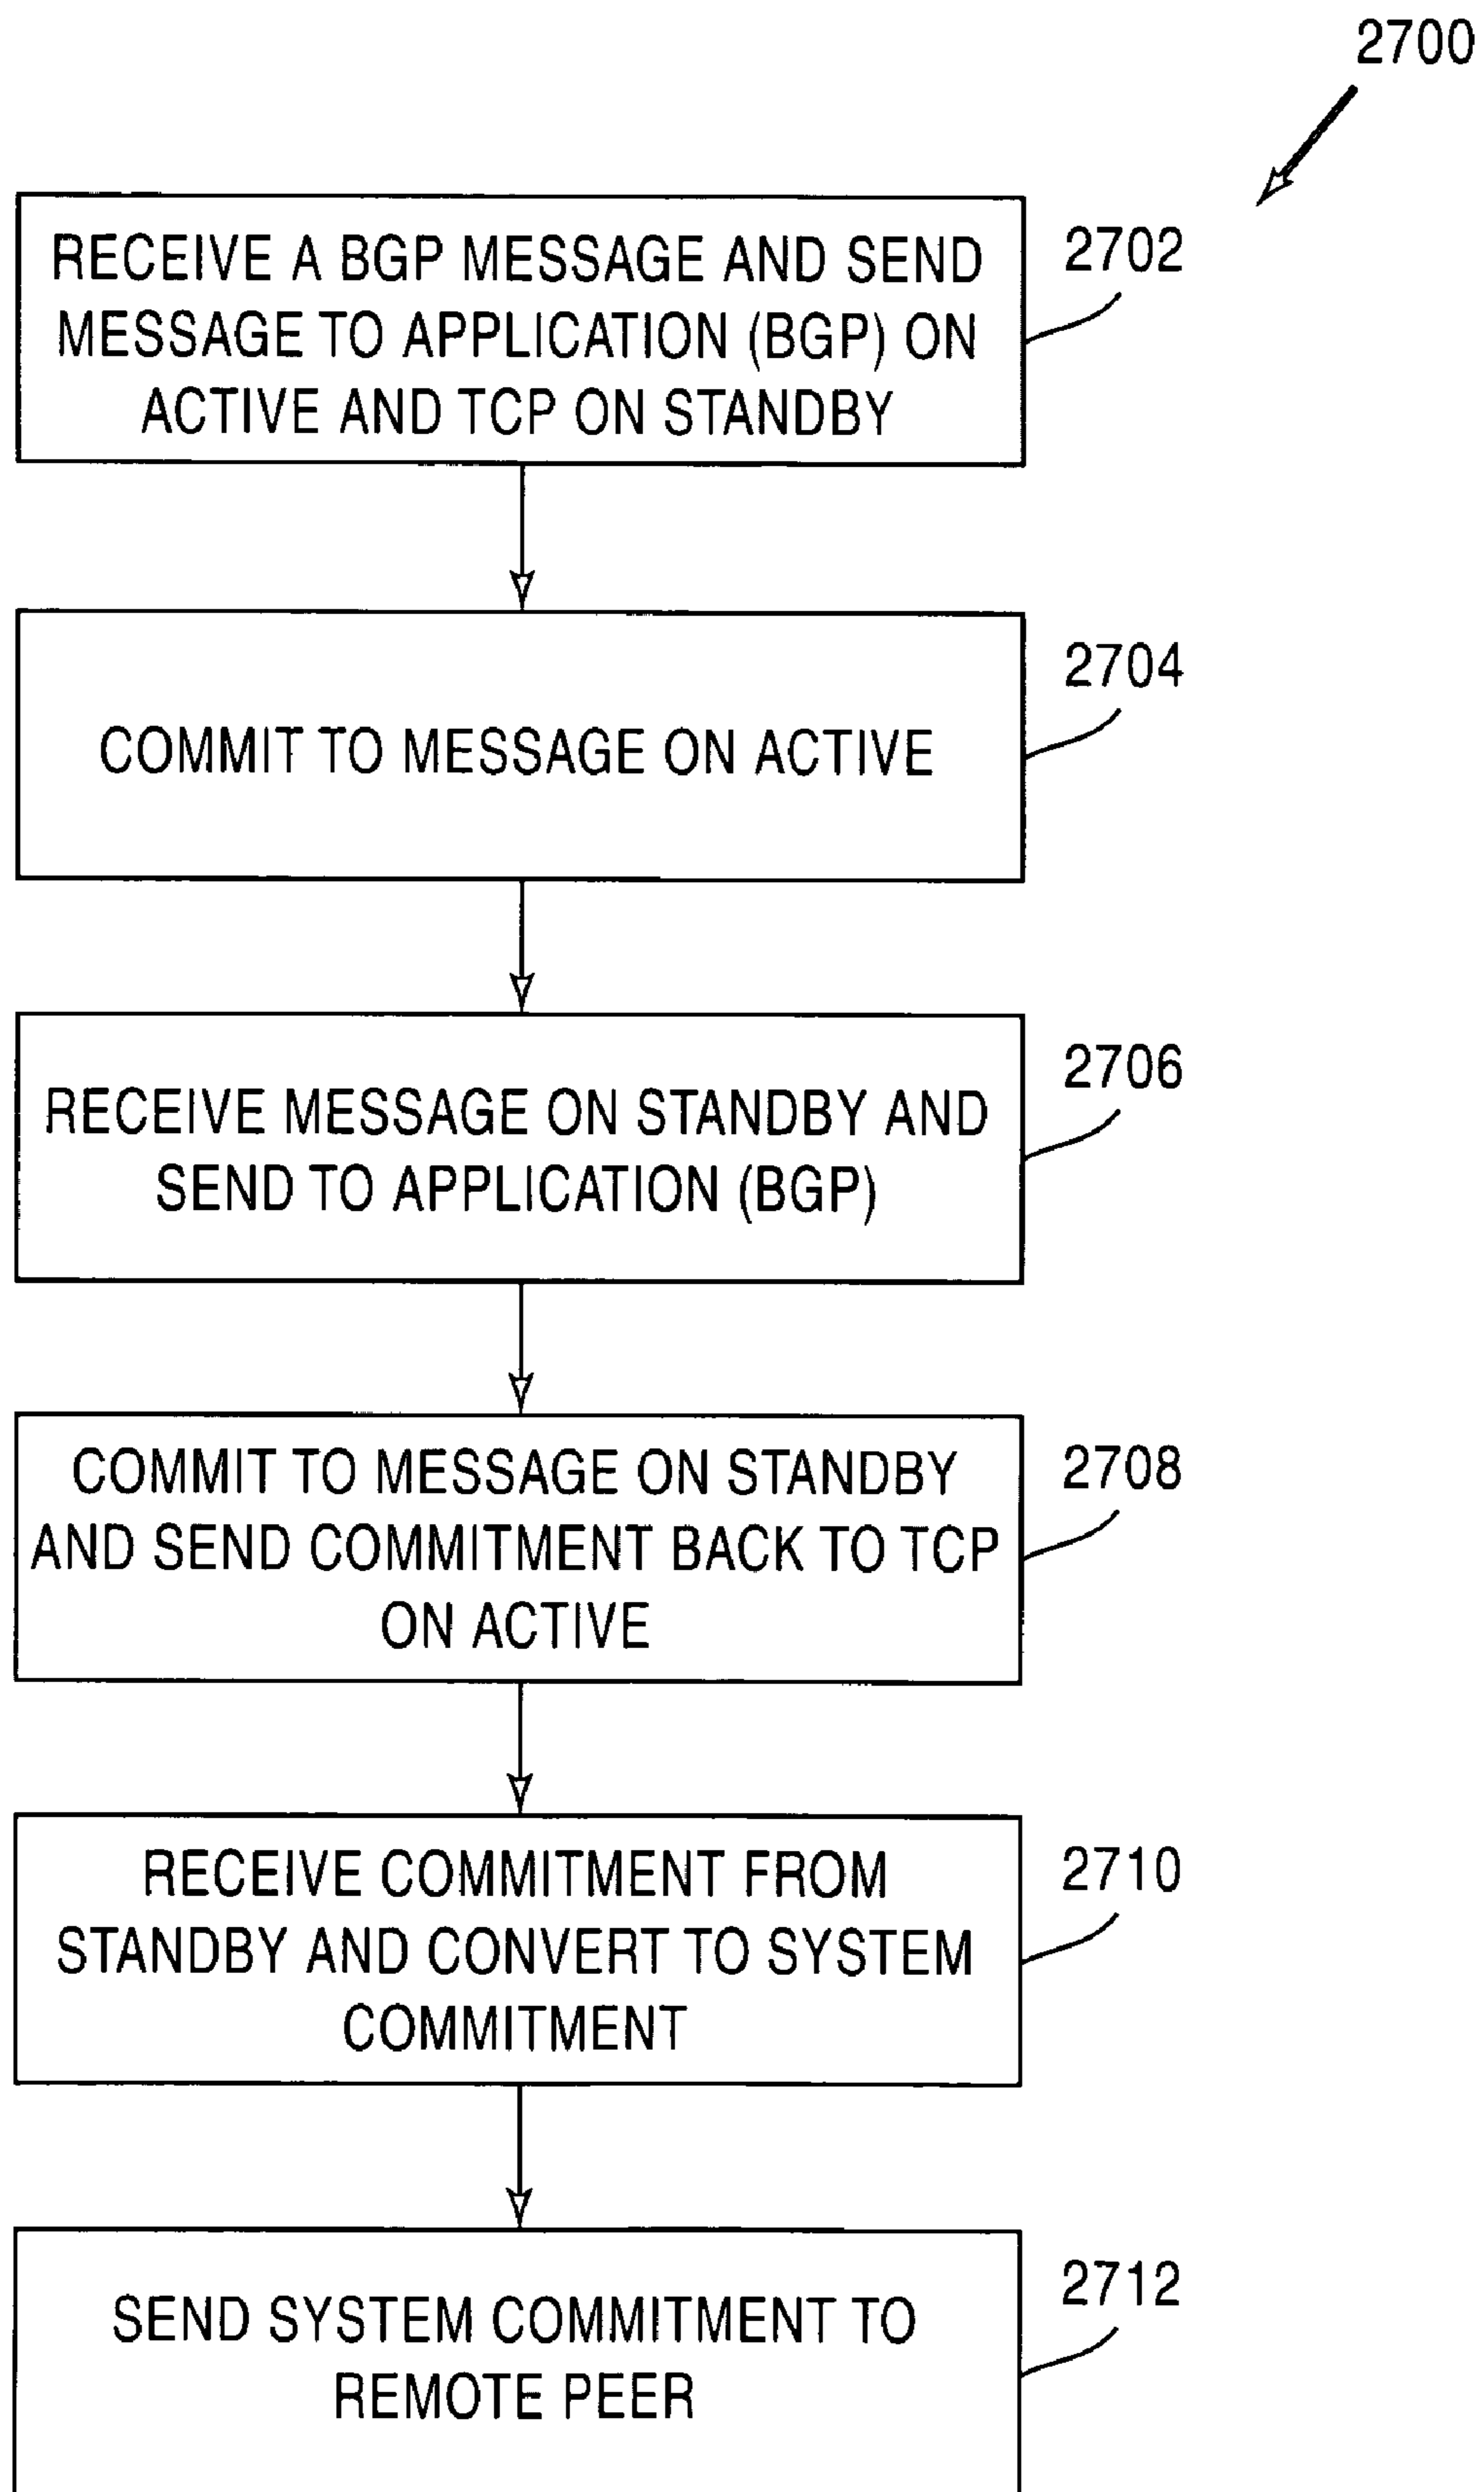 2700
RECEIVE A BGP MESSAGE AND SEND
MESSAGE TO APPLICATION (BGP) ON
ACTIVE AND TCP ON STANDBY
2702
COMMIT TO MESSAGE ON ACTIVE
2704
RECEIVE MESSAGE ON STANDBY AND
SEND TO APPLICATION (BGP)
2706
COMMIT TO MESSAGE ON STANDBY
AND SEND COMMITMENT BACK TO TCP
ON ACTIVE
2708
RECEIVE COMMITMENT FROM
STANDBY AND CONVERT TO SYSTEM
COMMITMENT
2710
SEND SYSTEM COMMITMENT TO
REMOTE PEER
2712